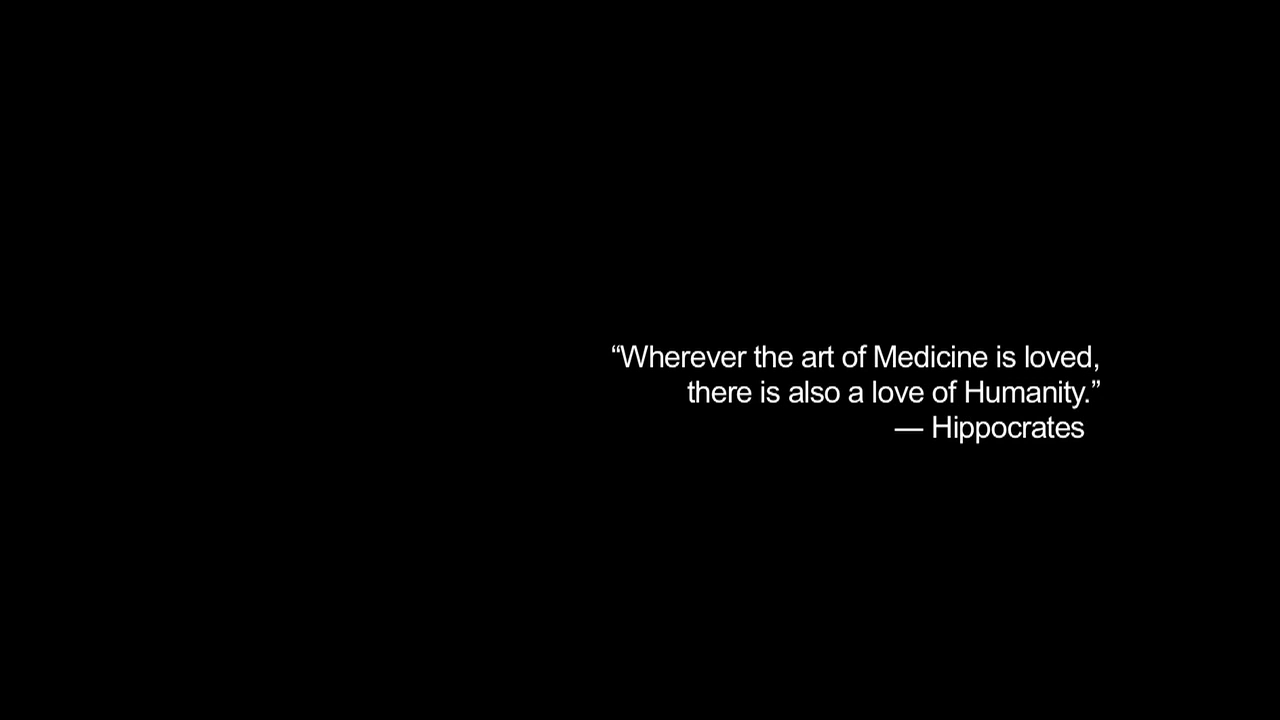 “Wherever the art of Medicine is loved,
there is also a love of Humanity.”
— Hippocrates